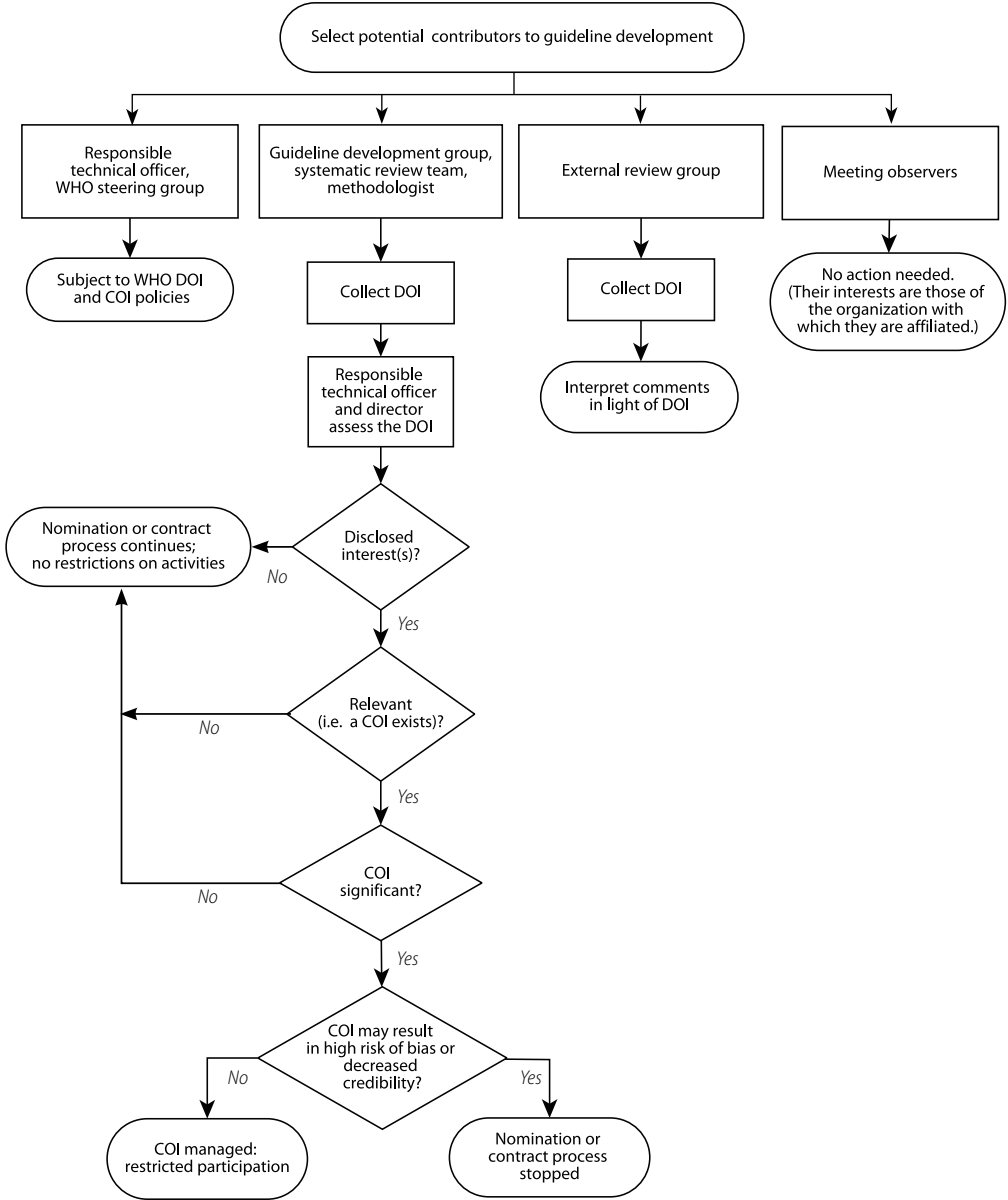 Select potential contributors to guideline development
Responsible
technical officer,
WHO steering group
Guideline development group,
systematic review team,
methodologist
External review group
Meeting observers
Subject to WHO DOI
and COI policies
Collect DOI
Collect DOI
No action needed.
(Their interests are those of
the organization with
which they are affiliated.)
Responsible
technical officer
and director
assess the DOI
Interpret comments
in light of DOI
Nomination or contract
process continues;
no restrictions on activities
Disclosed
interest(s)?
No
Yes
Relevant
(i.e. a COI exists)?
No
Yes
COI
significant?
No
Yes
COI may result
in high risk of bias or
decreased
credibility?
No
Yes
COI managed:
restricted participation
Nomination or
contract process
stopped